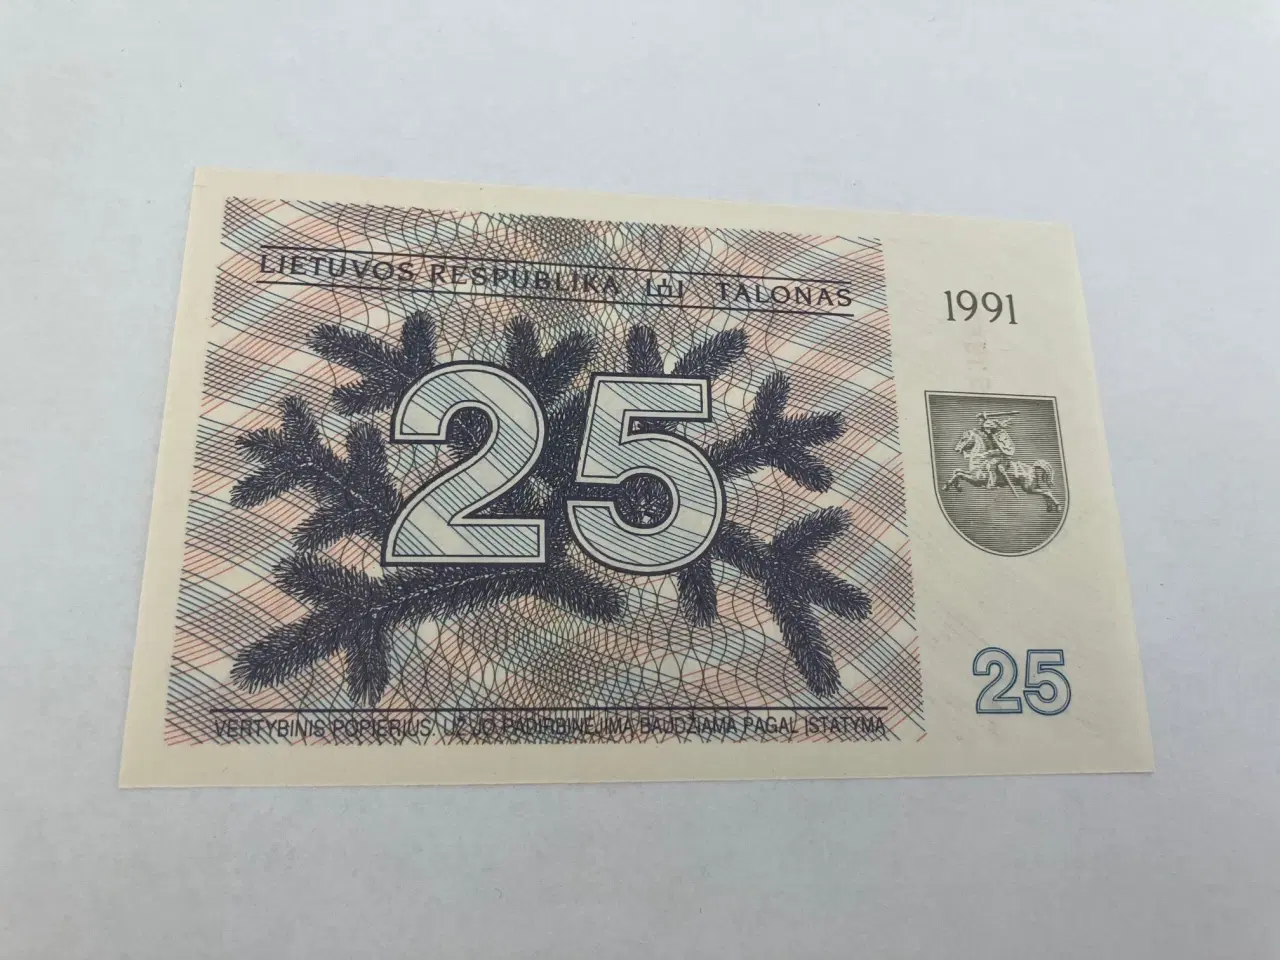 LIETUVOS RESPUBLIKA TALONAS
1991
25
25
VERTYBINIS POPIERIUS. UŽ JO PADIRBINĖJIMĄ BAUDŽIAMA PAGAL ĮSTATYMĄ